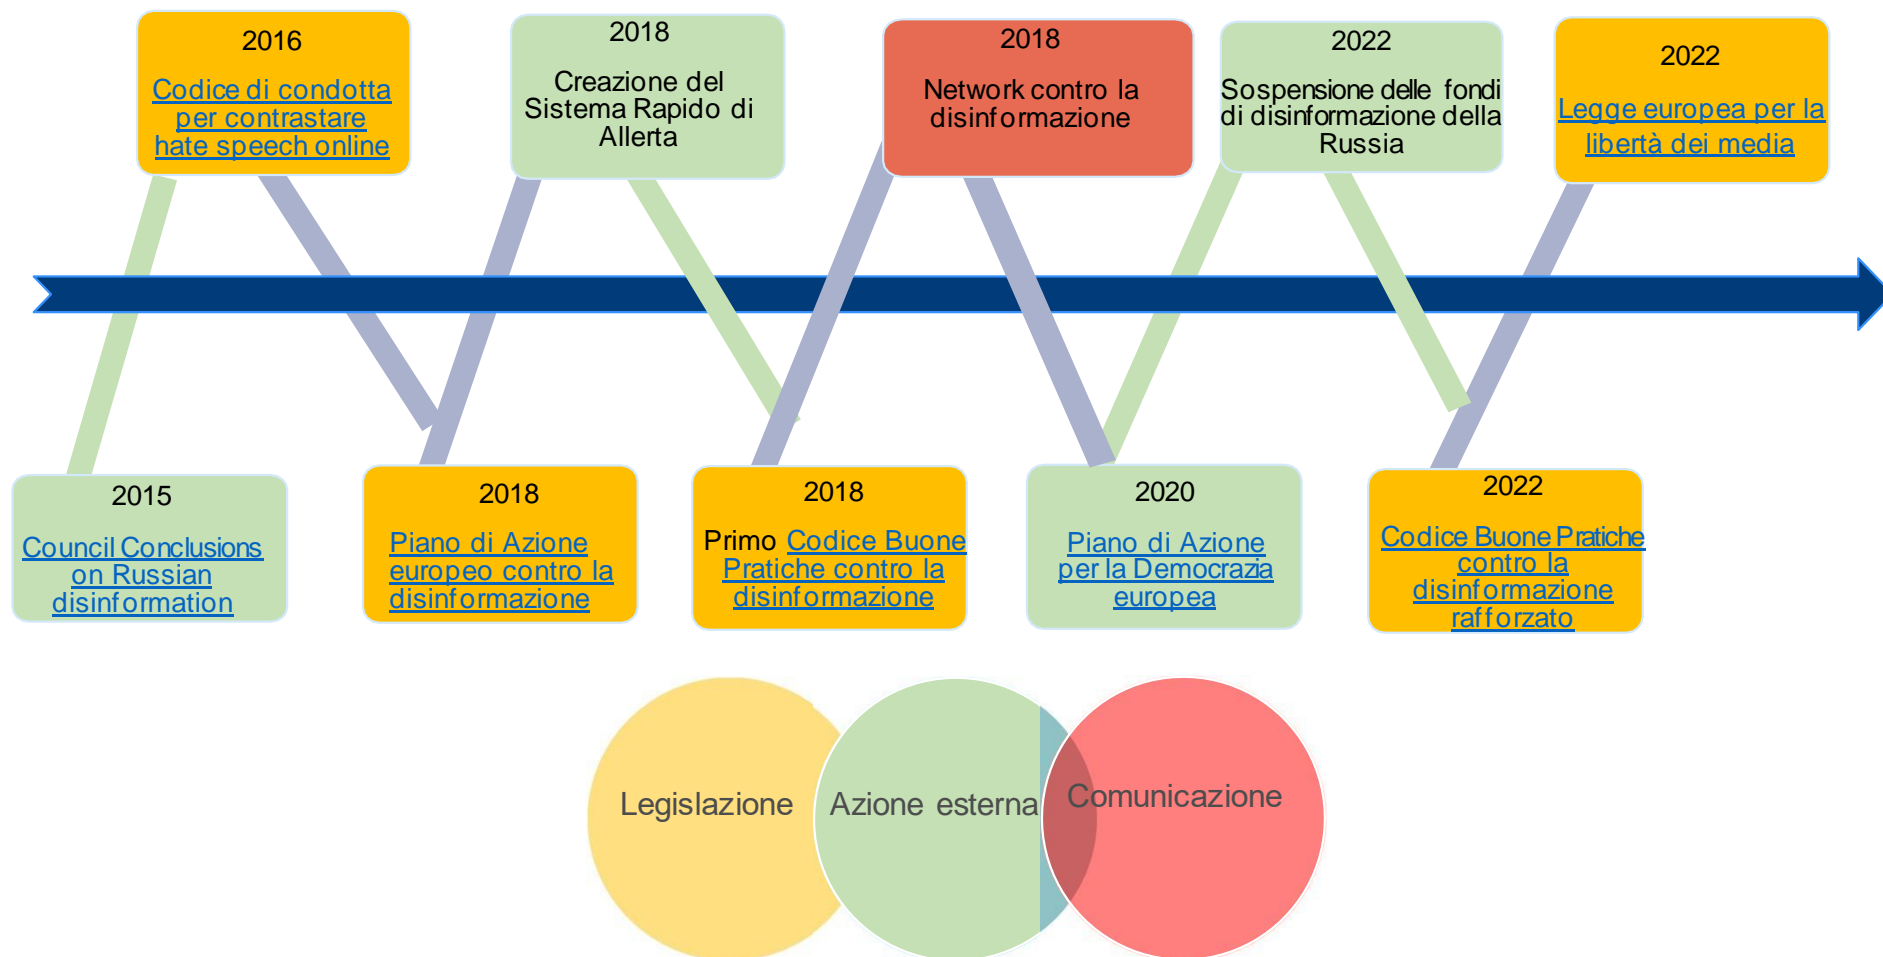 2016
Codice di condotta
per contrastare
hate speech online
2018
Creazione del
Sistema Rapido di
Allerta
2018
Network contro la
disinformazione
2022
Sospensione delle fondi
di disinformazione della
Russia
2022
Legge europea per la
libertà dei media
2015
Council Conclusions
on Russian
disinformation
2018
Piano di Azione
europeo contro la
disinformazione
2018
Primo Codice Buone
Pratiche contro la
disinformazione
2020
Piano di Azione
per la Democrazia
europea
2022
Codice Buone Pratiche
contro la
disinformazione
rafforzato
Legislazione
Azione esterna
Comunicazione